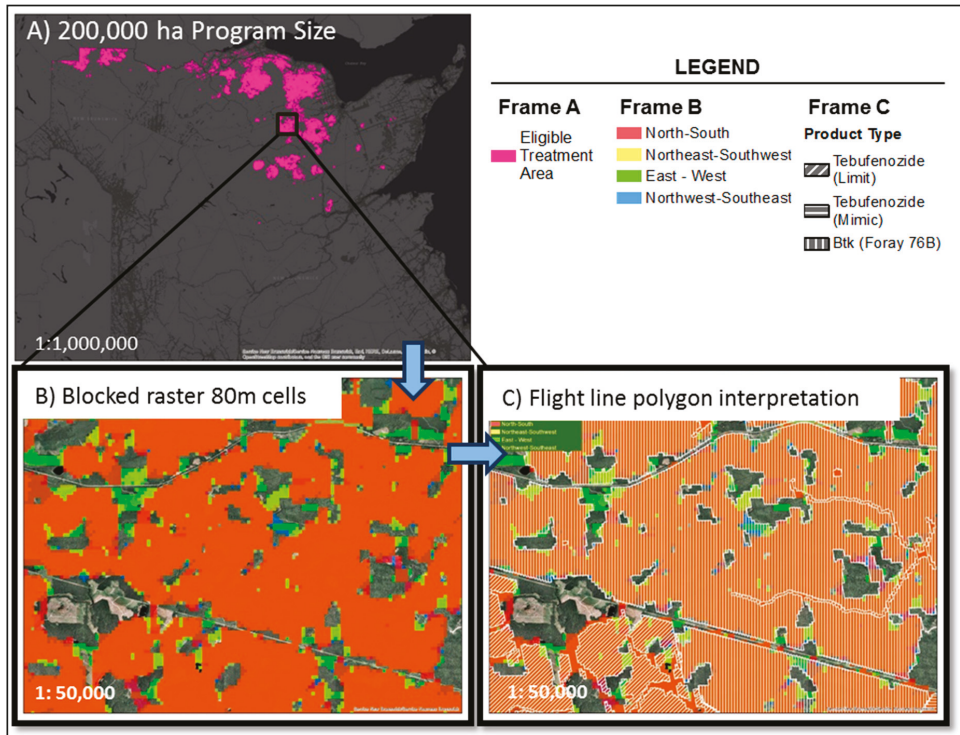 A) 200,000 ha Program Size
1:1,000,000
LEGEND
Frame A
Eligible
Treatment
Area
Frame B
North-South
Northeast-Southwest
East - West
Northwest-Southeast
Frame C
Product Type
Tebufenozide
(Limit)
Tebufenozide
(Mimic)
Btk (Foray 76B)
B) Blocked raster 80m cells
1: 50,000
C) Flight line polygon interpretation
North-South
Northeast-Southwest
East - West
Northwest-Southeast
1: 50,000